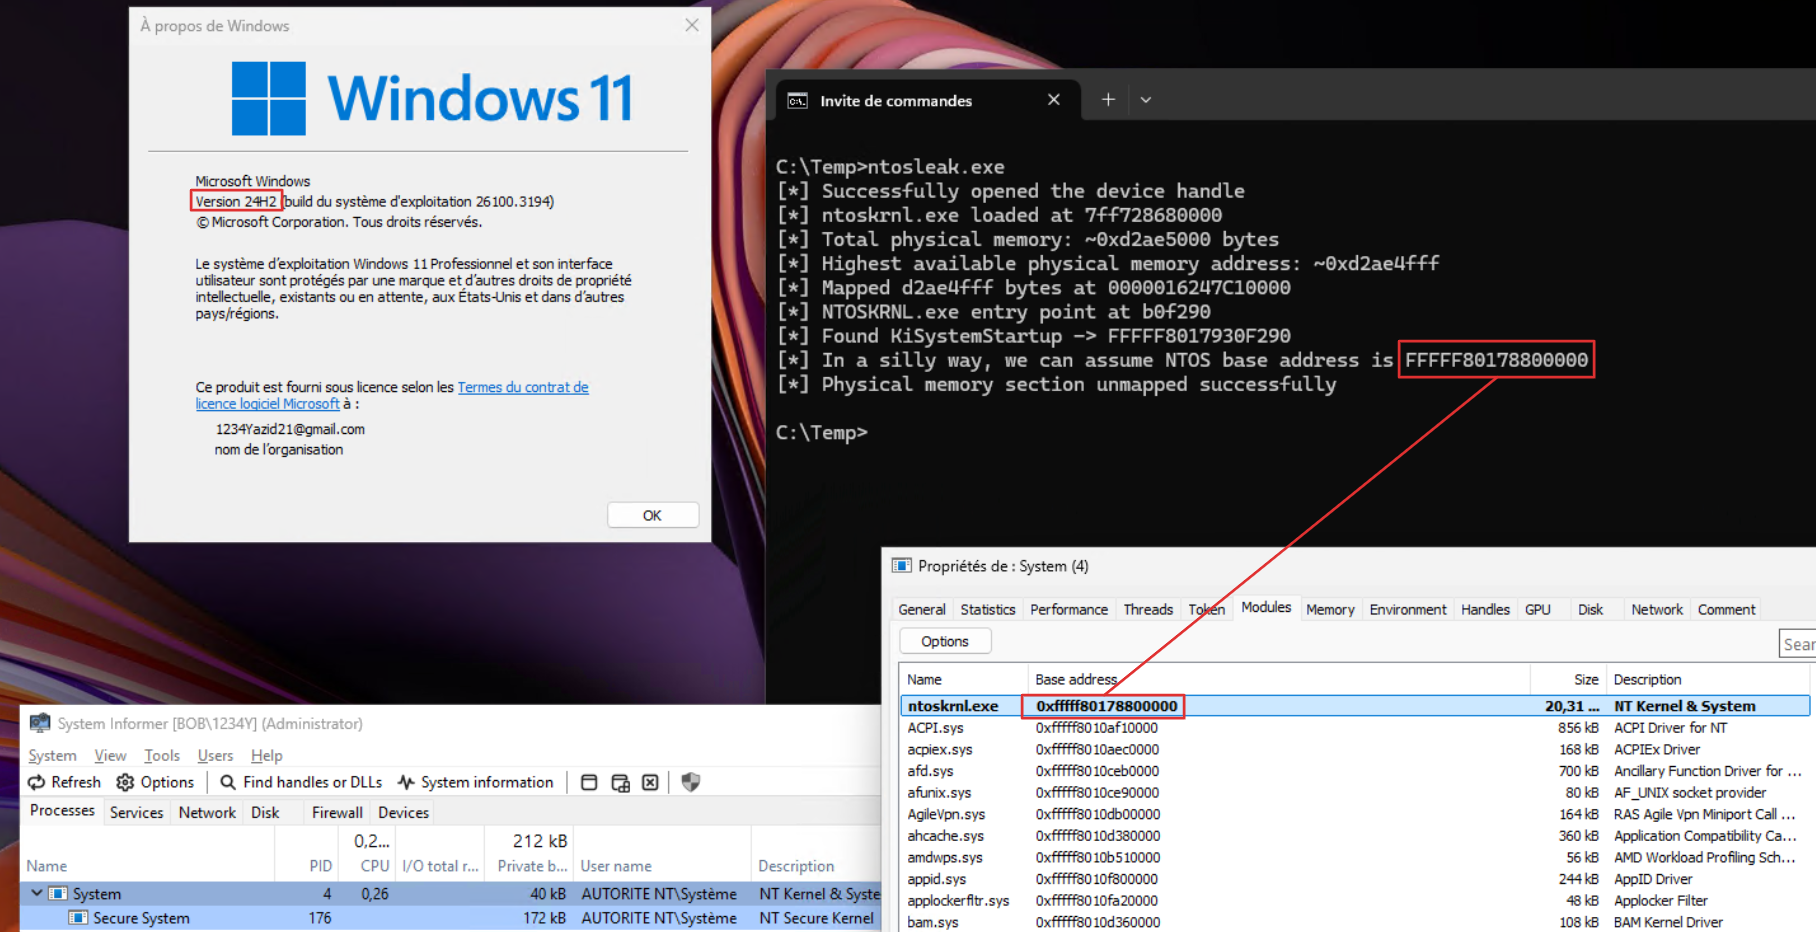 À propos de Windows
Windows 11
Microsoft Windows
Version 24H2 (build du système d'exploitation 26100.3194)
© Microsoft Corporation. Tous droits réservés.
Le système d’exploitation Windows 11 Professionnel et son interface
utilisateur sont protégés par une marque et d’autres droits de propriété
intellectuelle, existants ou en attente, aux États-Unis et dans d’autres
pays/régions.
Ce produit est fourni sous licence selon les Termes du contrat de
licence logiciel Microsoft à :
1234Yazid21@gmail.com
nom de l’organisation
OK
Invite de commandes
C:\Temp>ntosleak.exe
[*] Successfully opened the device handle
[*] ntoskrnl.exe loaded at 7ff728680000
[*] Total physical memory: ~0xd2ae5000 bytes
[*] Highest available physical memory address: ~0xd2ae4fff
[*] Mapped d2ae4fff bytes at 0000016247C10000
[*] NTOSKRNL.exe entry point at b0f290
[*] Found KiSystemStartup -> FFFFF8017930F290
[*] In a silly way, we can assume NTOS base address is FFFFF80178800000
[*] Physical memory section unmapped successfully
C:\Temp>
Propriétés de : System (4)
General Statistics Performance Threads Token Modules Memory Environment Handles GPU Disk Network Comment
Options
Sear
Name Base address Size Description
ntoskrnl.exe 0xfffff80178800000 20,31 ... NT Kernel & System
ACPI.sys 0xfffff8010af10000 856 kB ACPI Driver for NT
acpiex.sys 0xfffff8010aec0000 168 kB ACPIEx Driver
afd.sys 0xfffff8010ceb0000 700 kB Ancillary Function Driver for ...
afunix.sys 0xfffff8010ce90000 80 kB AF_UNIX socket provider
AgileVpn.sys 0xfffff8010db00000 164 kB RAS Agile Vpn Miniport Call ...
ahcache.sys 0xfffff8010d380000 360 kB Application Compatibility Ca...
amdwps.sys 0xfffff8010b510000 56 kB AMD Workload Profiling Sch...
appid.sys 0xfffff8010f800000 244 kB AppID Driver
applockerfltr.sys 0xfffff8010fa20000 48 kB Applocker Filter
bam.sys 0xfffff8010d360000 108 kB BAM Kernel Driver
System Informer [BOB\1234Y] (Administrator)
System View Tools Users Help
Refresh Options Find handles or DLLs System information
Processes Services Network Disk Firewall Devices
0,2... 212 kB
Name PID CPU I/O total r... Private b... User name Description
System 4 0,26 40 kB AUTORITE NT\Système NT Kernel & Syste
Secure System 176 172 kB AUTORITE NT\Système NT Secure Kernel